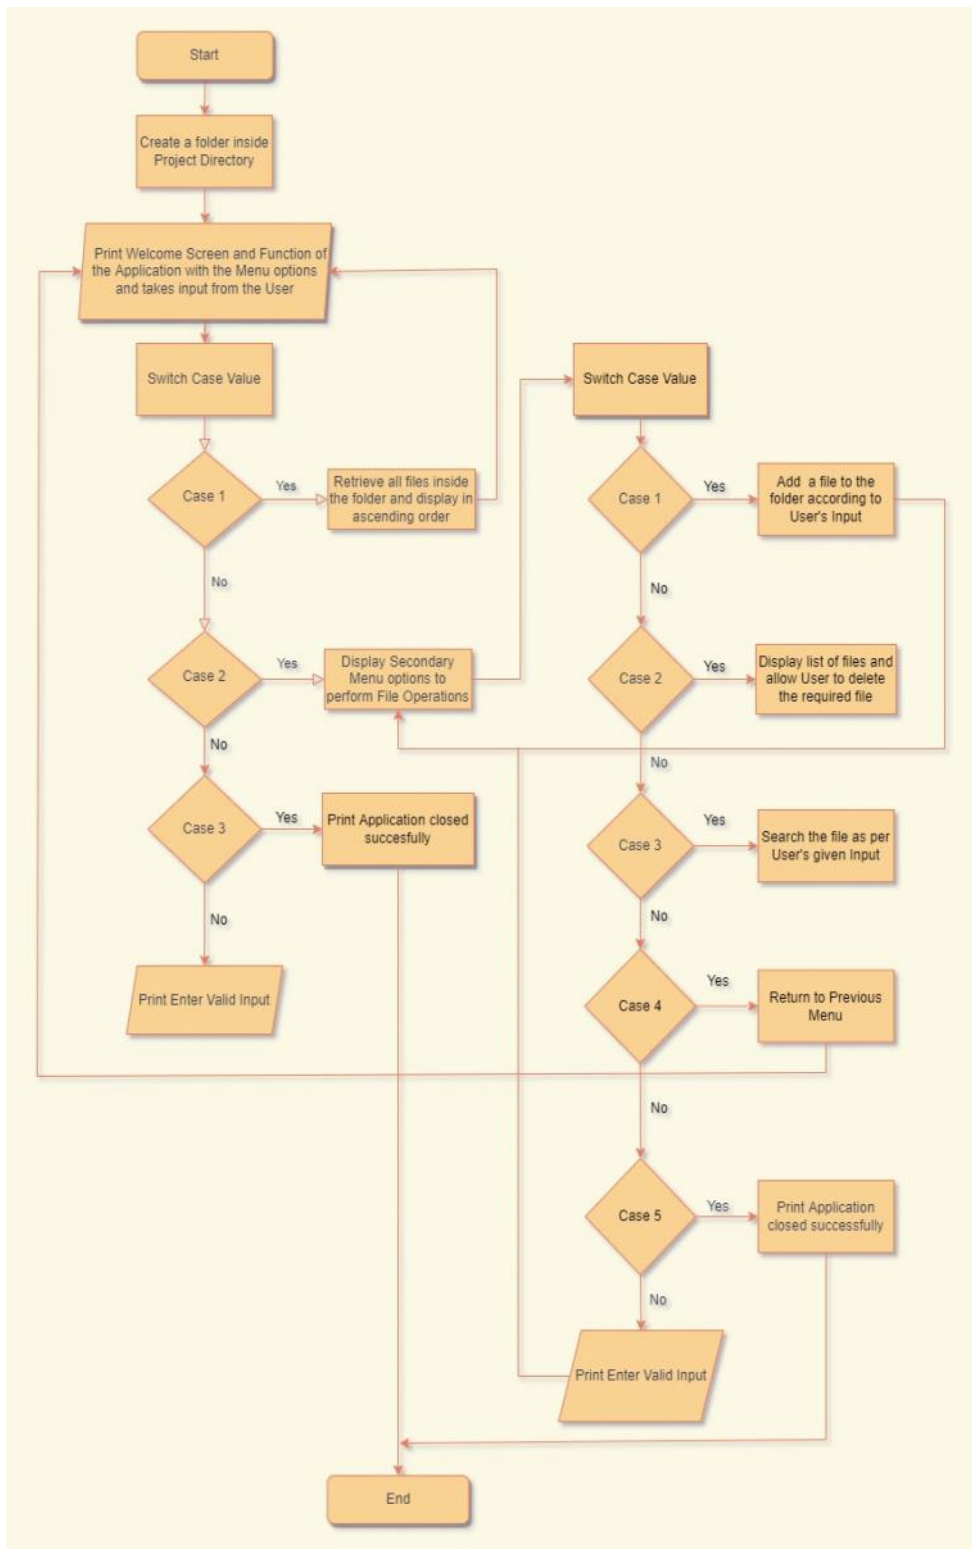 Start
Create a folder inside
Project Directory
Print Welcome Screen and Function of
the Application with the Menu options
and takes input from the User
Switch Case Value
Case 1
Yes
Retrieve all files inside
the folder and display in
ascending order
No
Case 2
Yes
Display Secondary
Menu options to
perform File Operations
No
Case 3
Yes
Print Application closed
succesfully
No
Print Enter Valid Input
Switch Case Value
Case 1
Yes
Add a file to the
folder according to
User's Input
No
Case 2
Yes
Display list of files and
allow User to delete
the required file
No
Case 3
Yes
Search the file as per
User's given Input
No
Case 4
Yes
Return to Previous
Menu
No
Case 5
Yes
Print Application
closed successfully
No
Print Enter Valid Input
End